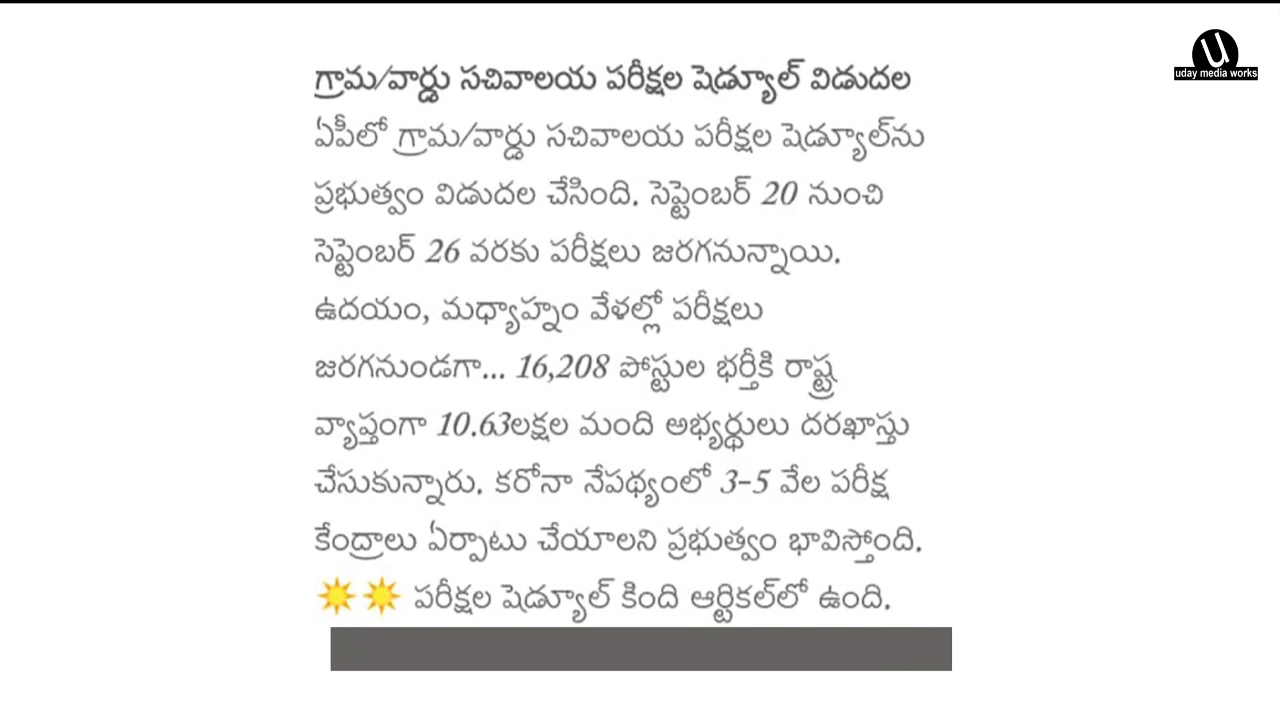 గ్రామ/వార్డు సచివాలయ పరీక్షల షెడ్యూల్ విడుదల
ఏపీలో గ్రామ/వార్డు సచివాలయ పరీక్షల షెడ్యూల్‌ను
ప్రభుత్వం విడుదల చేసింది. సెప్టెంబర్ 20 నుంచి
సెప్టెంబర్ 26 వరకు పరీక్షలు జరగనున్నాయి.
ఉదయం, మధ్యాహ్నం వేళల్లో పరీక్షలు
జరగనుండగా... 16,208 పోస్టుల భర్తీకి రాష్ట్ర
వ్యాప్తంగా 10.63లక్షల మంది అభ్యర్థులు దరఖాస్తు
చేసుకున్నారు. కరోనా నేపథ్యంలో 3-5 వేల పరీక్ష
కేంద్రాలు ఏర్పాటు చేయాలని ప్రభుత్వం భావిస్తోంది.
☀☀ పరీక్షల షెడ్యూల్ కింది ఆర్టికల్‌లో ఉంది.
U
uday media works